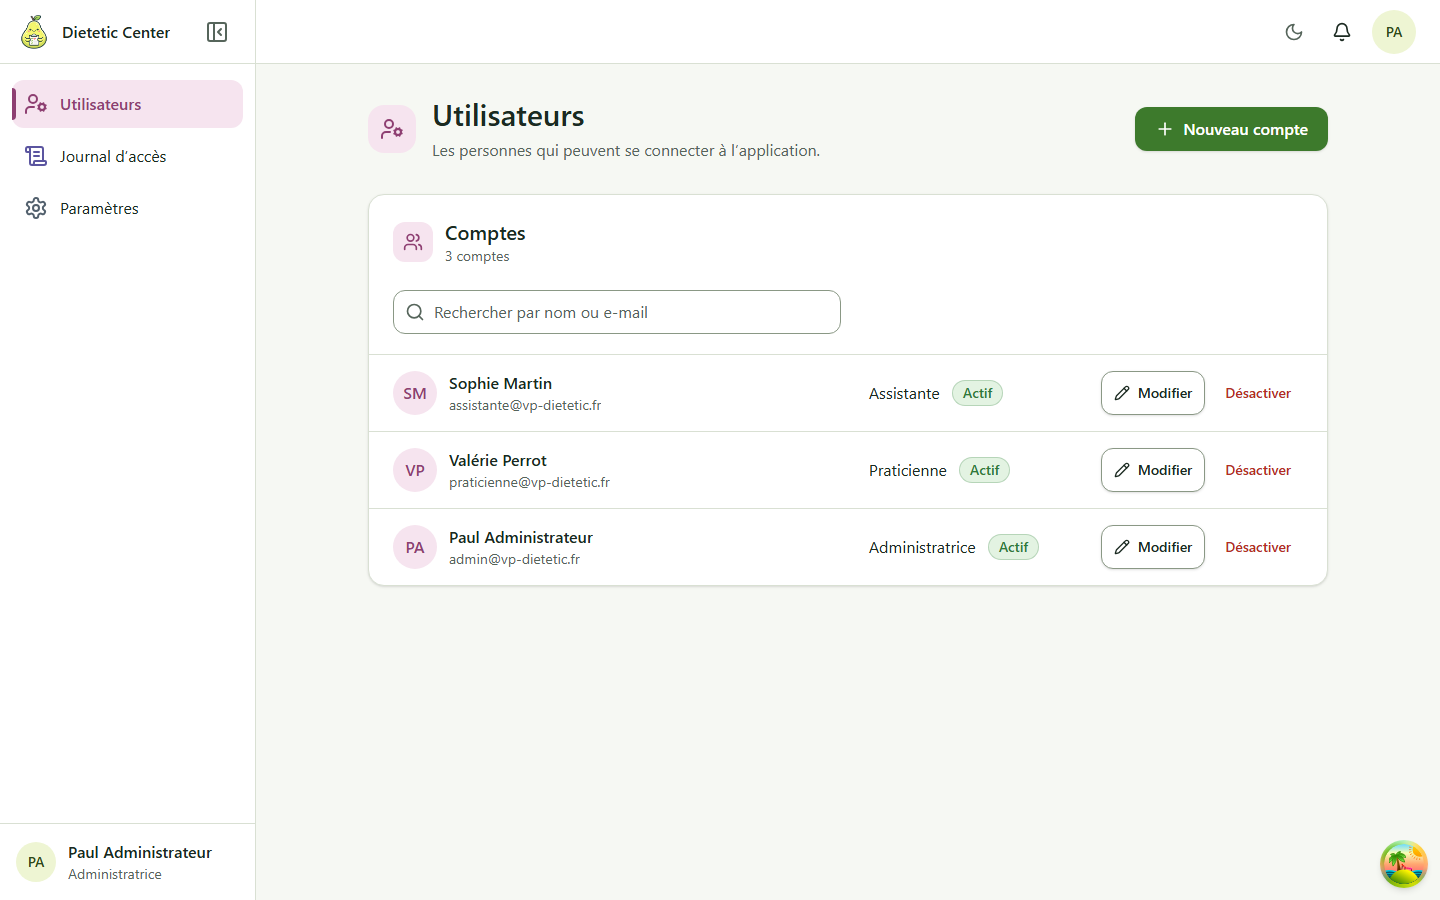 Dietetic Center
PA
Utilisateurs
Journal d’accès
Paramètres
Utilisateurs
Les personnes qui peuvent se connecter à l’application.
Nouveau compte
Comptes
3 comptes
Rechercher par nom ou e-mail
SM
Sophie Martin
assistante@vp-dietetic.fr
Assistante
Actif
Modifier
Désactiver
VP
Valérie Perrot
praticienne@vp-dietetic.fr
Praticienne
Actif
Modifier
Désactiver
PA
Paul Administrateur
admin@vp-dietetic.fr
Administratrice
Actif
Modifier
Désactiver
PA
Paul Administrateur
Administratrice